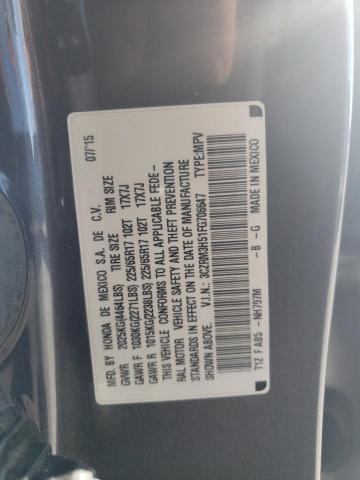 MFD. BY HONDA DE MEXICO S.A. DE C.V. 07/15
TIRE SIZE RIM SIZE
GVWR 2025KG(4464LBS)
GAWR F 1030KG(2271LBS) 225/65R17 102T 17X7J
GAWR R 1015KG(2238LBS) 225/65R17 102T 17X7J
THIS VEHICLE CONFORMS TO ALL APPLICABLE FEDE-
RAL MOTOR VEHICLE SAFETY AND THEFT PREVENTION
STANDARDS IN EFFECT ON THE DATE OF MANUFACTURE
SHOWN ABOVE.
V.I.N.: 3CZRM3H51FG706647 TYPE:MPV
T1Z F AB5 - NH797M -B -G MADE IN MEXICO